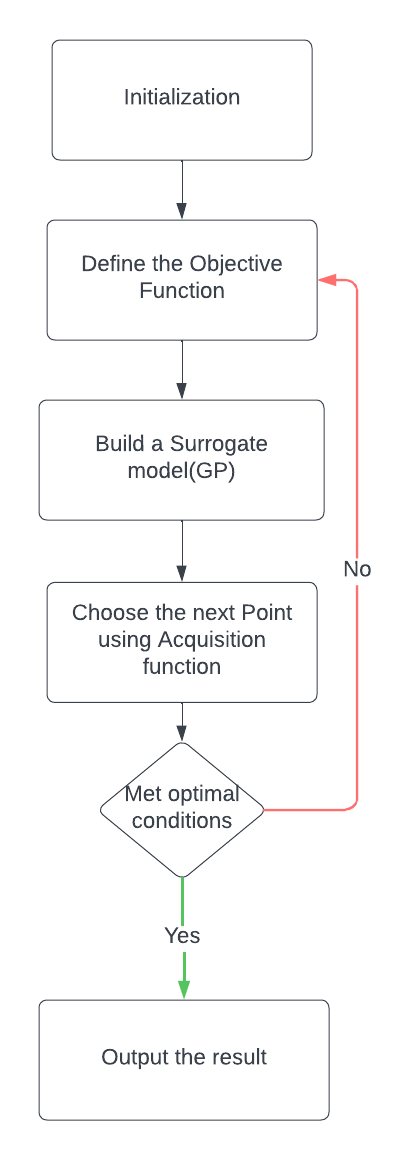 Initialization
Define the Objective
Function
Build a Surrogate
model(GP)
No
Choose the next Point
using Acquisition
function
Met optimal
conditions
Yes
Output the result